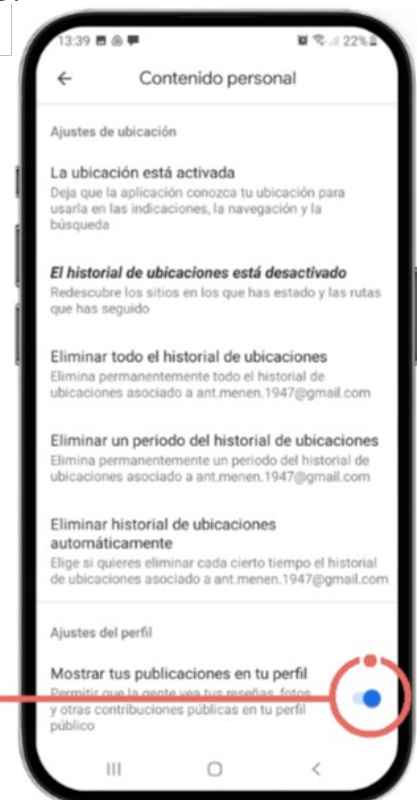 13:39
22%
Contenido personal
Ajustes de ubicación
La ubicación está activada
Deja que la aplicación conozca tu ubicación para
usarla en las indicaciones, la navegación y la
búsqueda
El historial de ubicaciones está desactivado
Redescubre los sitios en los que has estado y las rutas
que has seguido
Eliminar todo el historial de ubicaciones
Elimina permanentemente todo el historial de
ubicaciones asociado a ant.menen.1947@gmail.com
Eliminar un periodo del historial de ubicaciones
Elimina permanentemente un periodo del historial de
ubicaciones asociado a ant.menen.1947@gmail.com
Eliminar historial de ubicaciones
automáticamente
Elige si quieres eliminar cada cierto tiempo el historial
de ubicaciones asociado a ant.menen.1947@gmail.com
Ajustes del perfil
Mostrar tus publicaciones en tu perfil
Permitir que la gente vea tus reseñas, fotos
y otras contribuciones públicas en tu perfil
público